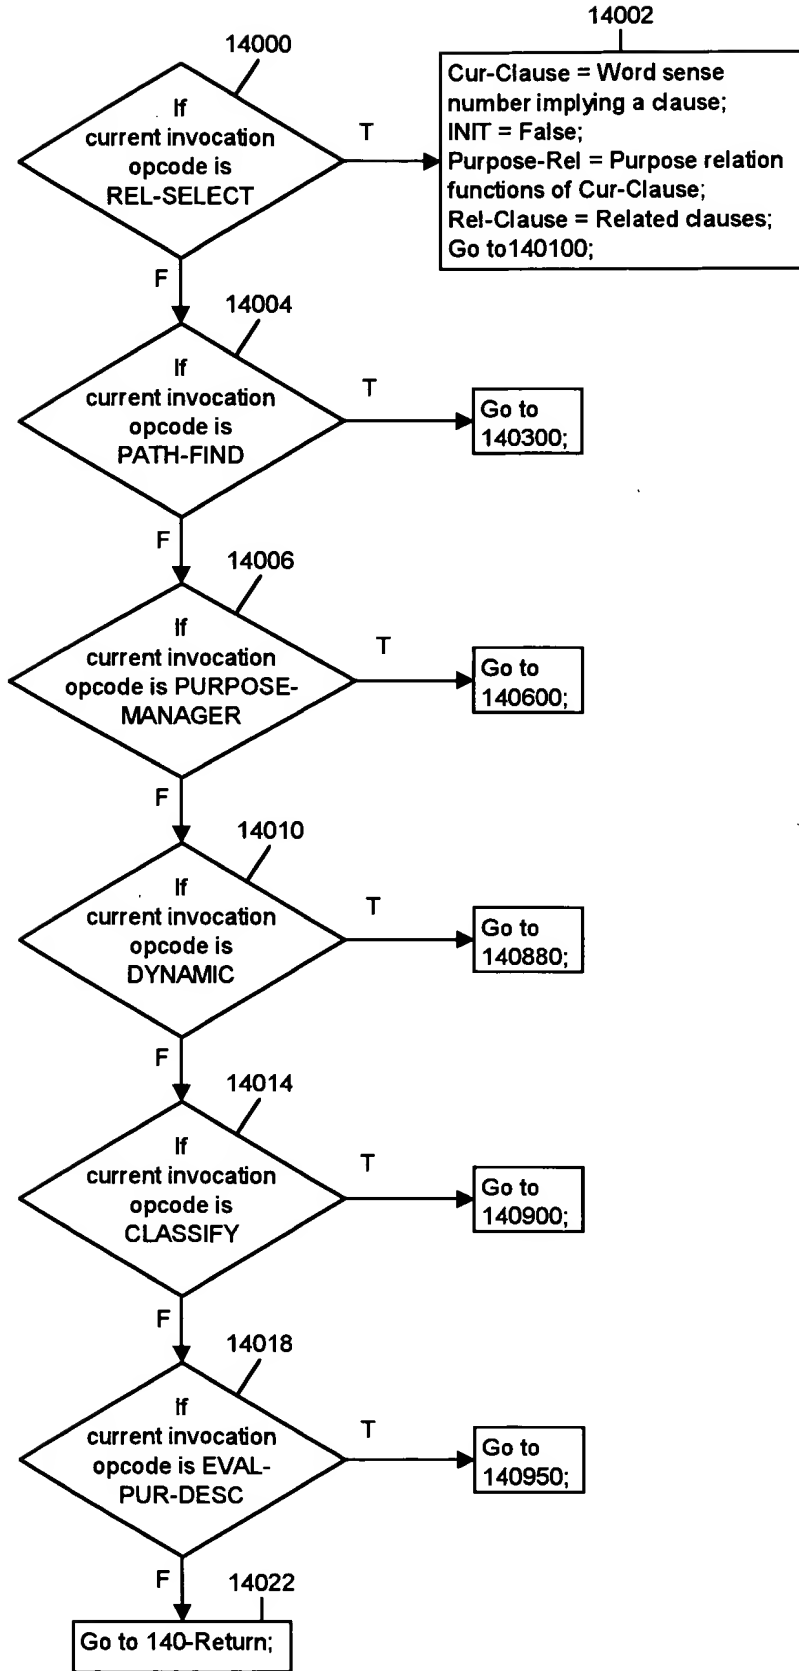 14000
14002
If
current invocation
opcode is
REL-SELECT
T
Cur-Clause = Word sense
number implying a clause;
INIT = False;
Purpose-Rel = Purpose relation
functions of Cur-Clause;
Rel-Clause = Related clauses;
Go to140100;
F
14004
If
current invocation
opcode is
PATH-FIND
T
Go to
140300;
F
14006
If
current invocation
opcode is PURPOSE-
MANAGER
T
Go to
140600;
F
14010
If
current invocation
opcode is
DYNAMIC
T
Go to
140880;
F
14014
If
current invocation
opcode is
CLASSIFY
T
Go to
140900;
F
14018
If
current invocation
opcode is EVAL-
PUR-DESC
T
Go to
140950;
F
14022
Go to 140-Return;